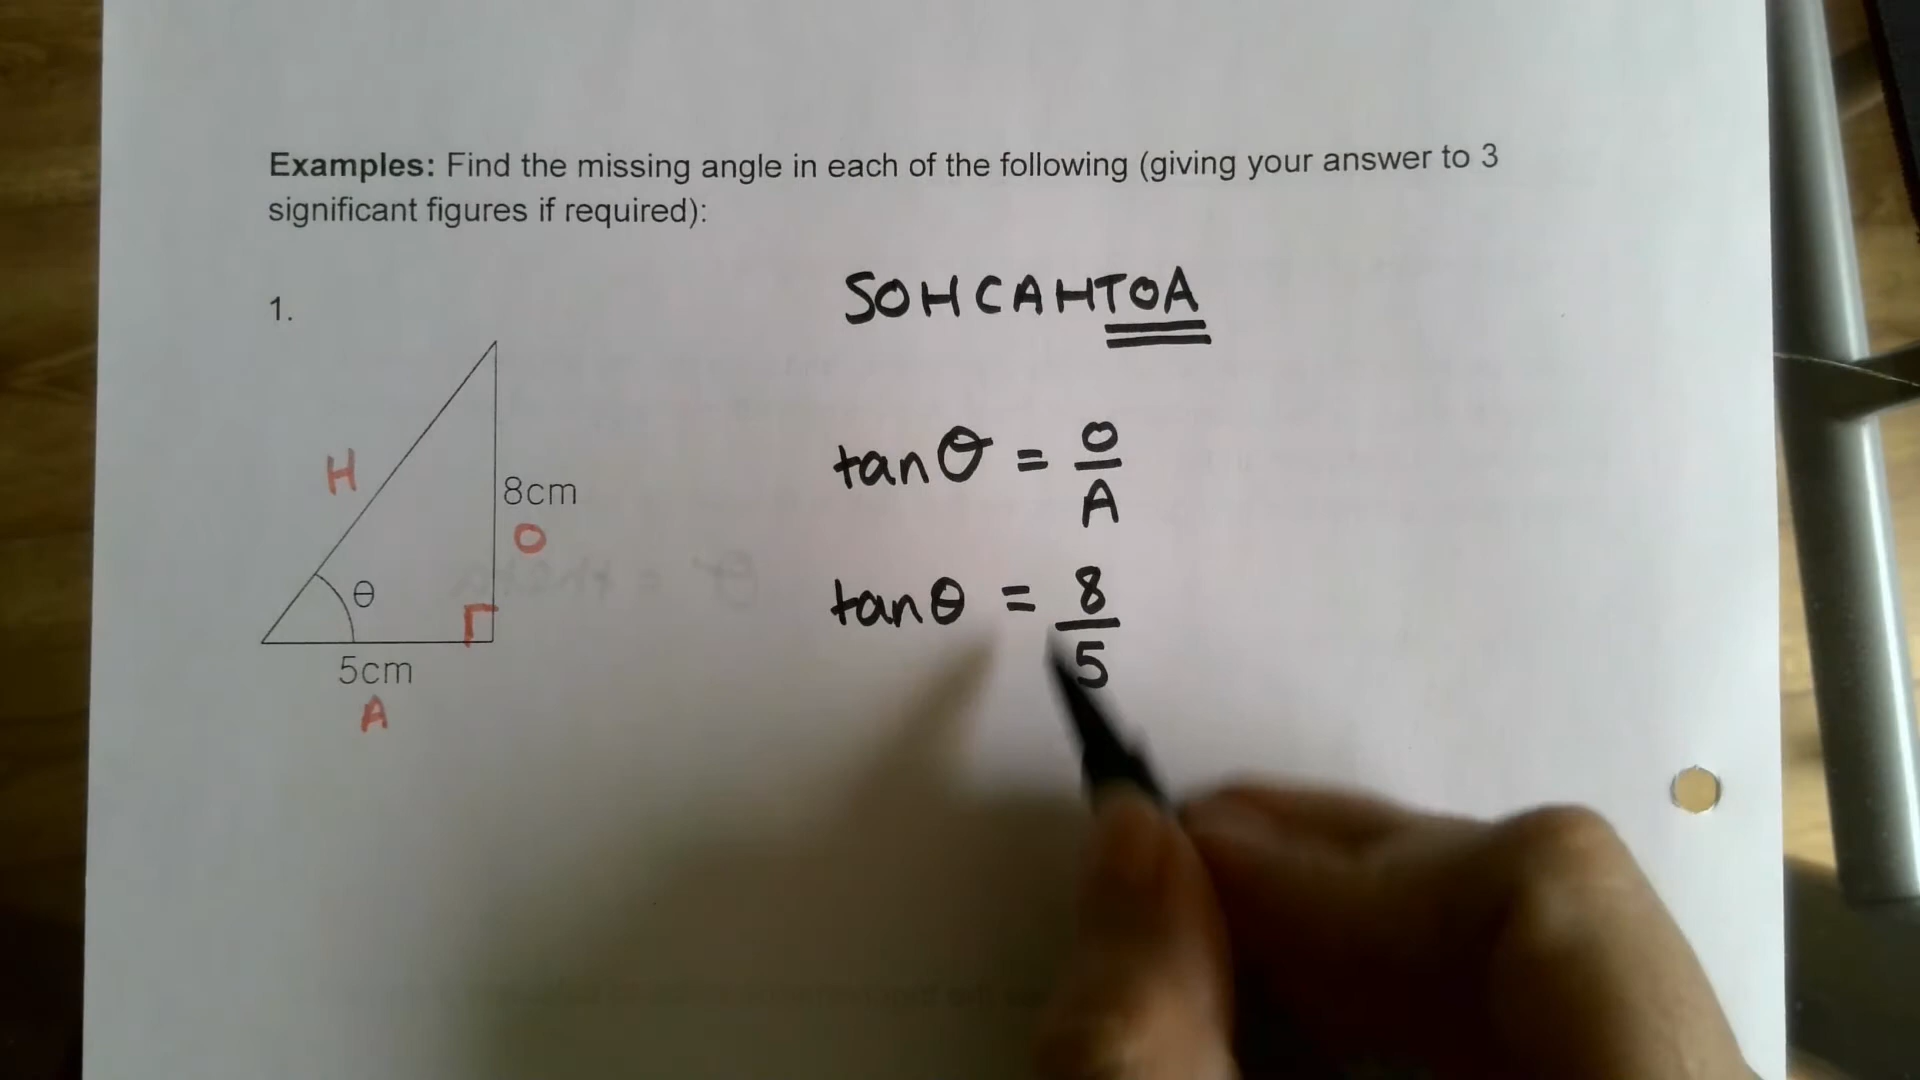 Examples: Find the missing angle in each of the following (giving your answer to 3
significant figures if required):
1.
SOHCAHTOA
H
8cm
O
θ
5cm
A
tanθ = O/A
tanθ = 8/5
θ = theta